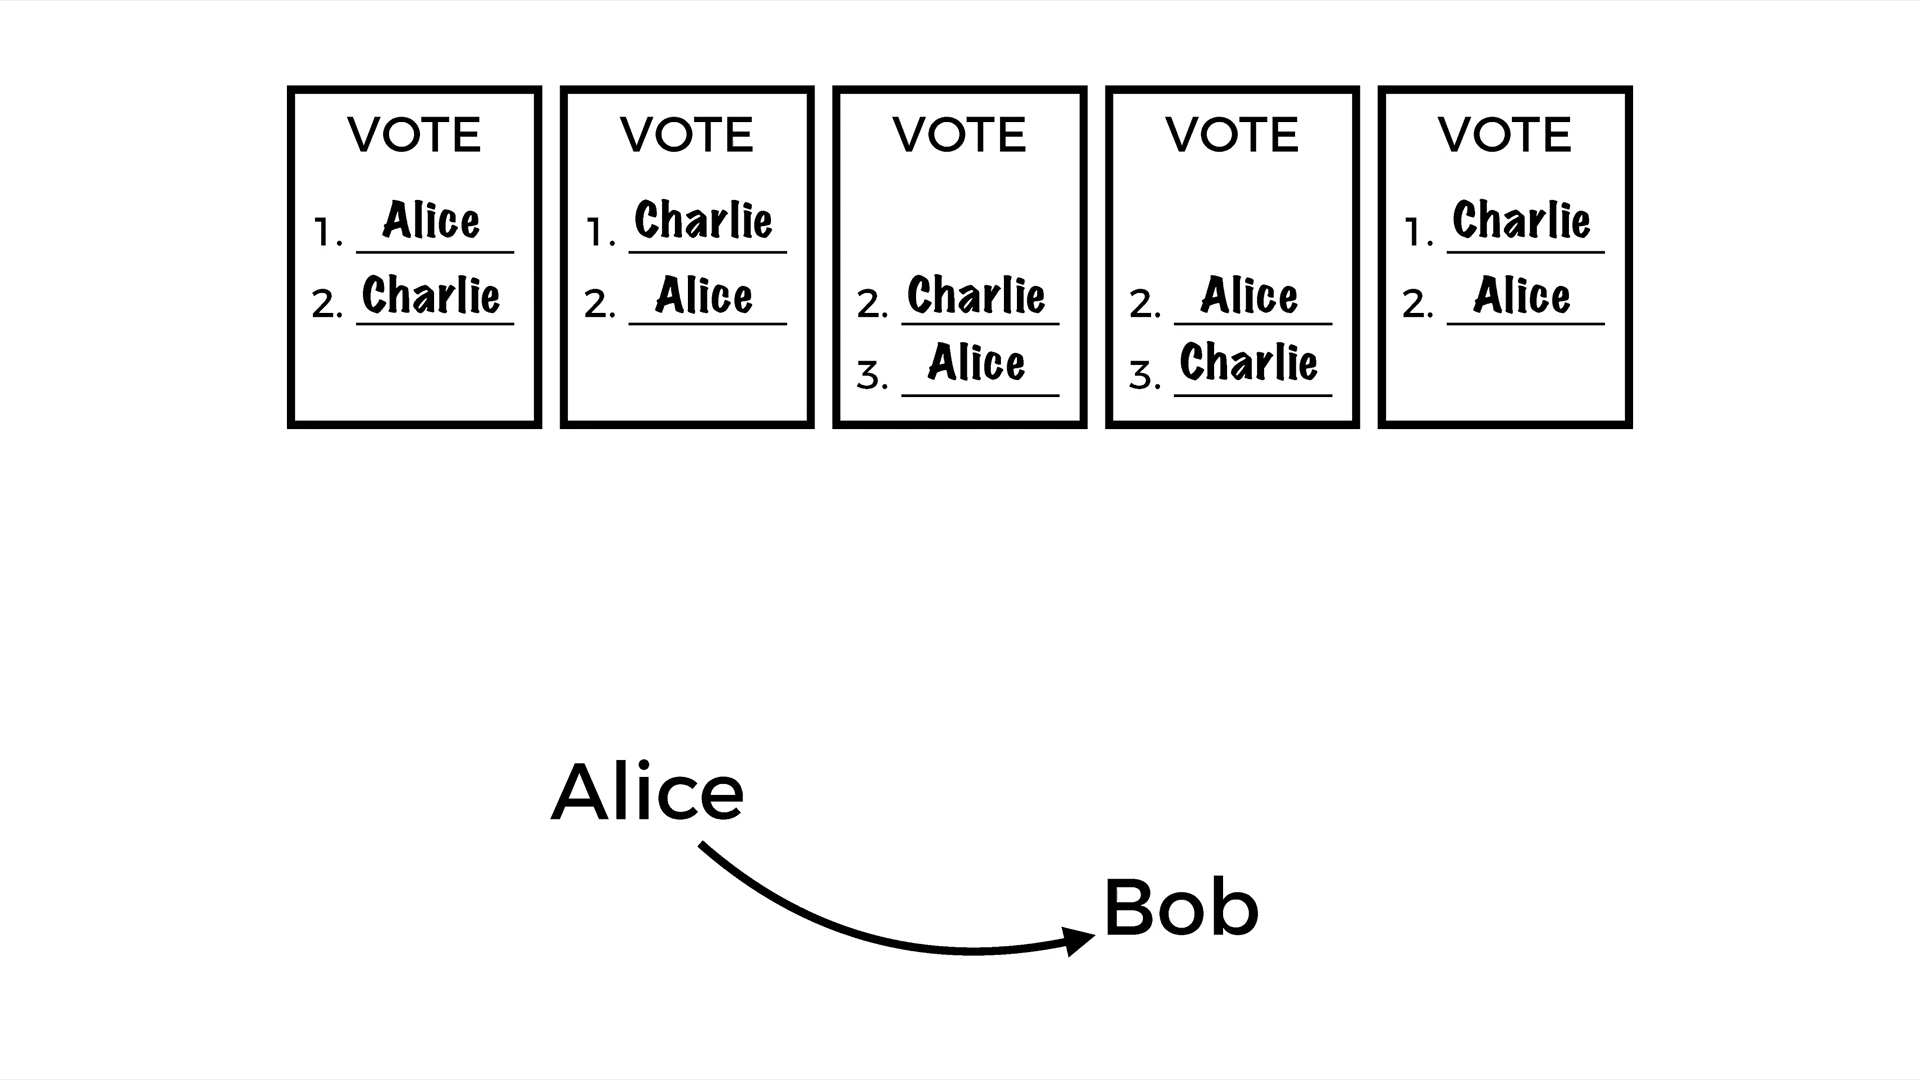 VOTE
1. Alice
2. Charlie
VOTE
1. Charlie
2. Alice
VOTE
2. Charlie
3. Alice
VOTE
2. Alice
3. Charlie
VOTE
1. Charlie
2. Alice
Alice
Bob